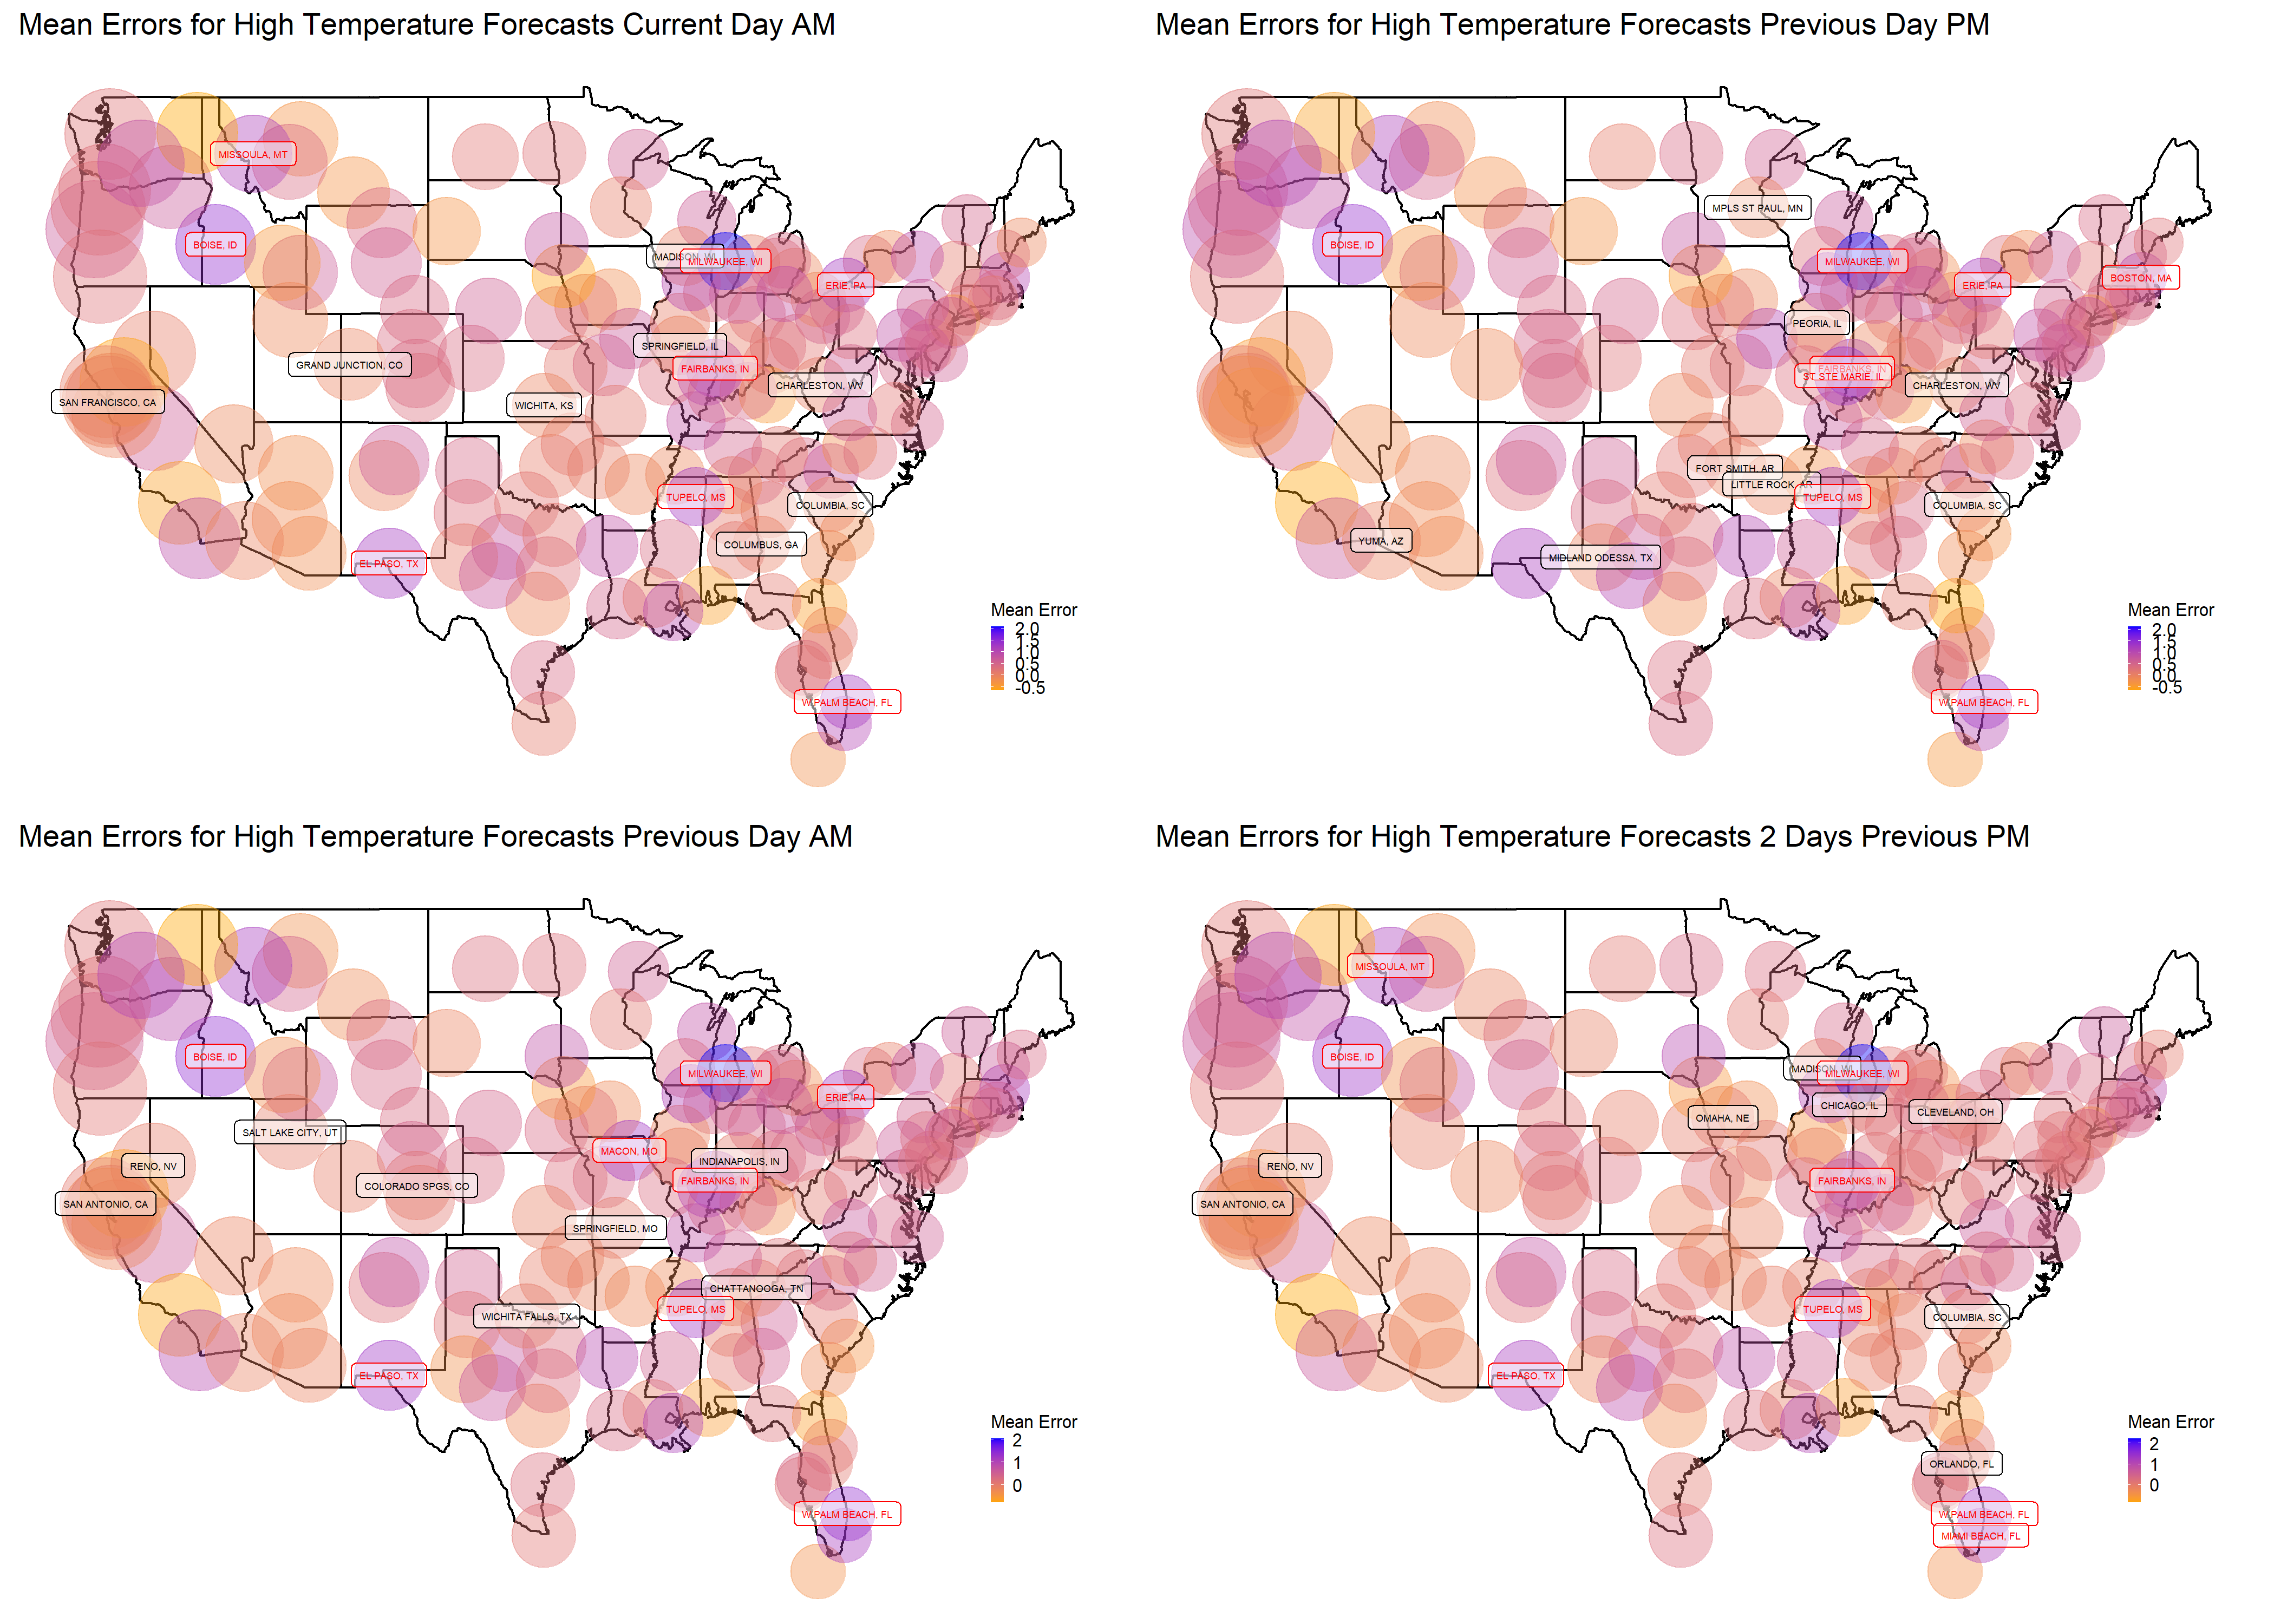 Mean Errors for High Temperature Forecasts Current Day AM
MISSOULA, MT
BOISE, ID
MADISON, WI
MILWAUKEE, WI
ERIE, PA
SPRINGFIELD, IL
GRAND JUNCTION, CO
FAIRBANKS, IN
CHARLESTON, WV
SAN FRANCISCO, CA
WICHITA, KS
TUPELO, MS
COLUMBIA, SC
COLUMBUS, GA
EL PASO, TX
W.PALM BEACH, FL
Mean Error
2.0
1.5
1.0
0.5
0.0
-0.5
Mean Errors for High Temperature Forecasts Previous Day PM
MPLS ST PAUL, MN
BOISE, ID
MILWAUKEE, WI
BOSTON, MA
ERIE, PA
PEORIA, IL
FAIRBANKS, IN
ST STE MARIE, IL
CHARLESTON, WV
FORT SMITH, AR
LITTLE ROCK, AR
TUPELO, MS
COLUMBIA, SC
YUMA, AZ
MIDLAND ODESSA, TX
W.PALM BEACH, FL
Mean Error
2.0
1.5
1.0
0.5
0.0
-0.5
Mean Errors for High Temperature Forecasts Previous Day AM
BOISE, ID
MILWAUKEE, WI
ERIE, PA
SALT LAKE CITY, UT
MACON, MO
INDIANAPOLIS, IN
RENO, NV
FAIRBANKS, IN
COLORADO SPGS, CO
SAN ANTONIO, CA
SPRINGFIELD, MO
CHATTANOOGA, TN
TUPELO, MS
WICHITA FALLS, TX
EL PASO, TX
W.PALM BEACH, FL
Mean Error
2
1
0
Mean Errors for High Temperature Forecasts 2 Days Previous PM
MISSOULA, MT
BOISE, ID
MADISON, WI
MILWAUKEE, WI
CHICAGO, IL
CLEVELAND, OH
OMAHA, NE
RENO, NV
FAIRBANKS, IN
SAN ANTONIO, CA
TUPELO, MS
COLUMBIA, SC
EL PASO, TX
ORLANDO, FL
W.PALM BEACH, FL
MIAMI BEACH, FL
Mean Error
2
1
0